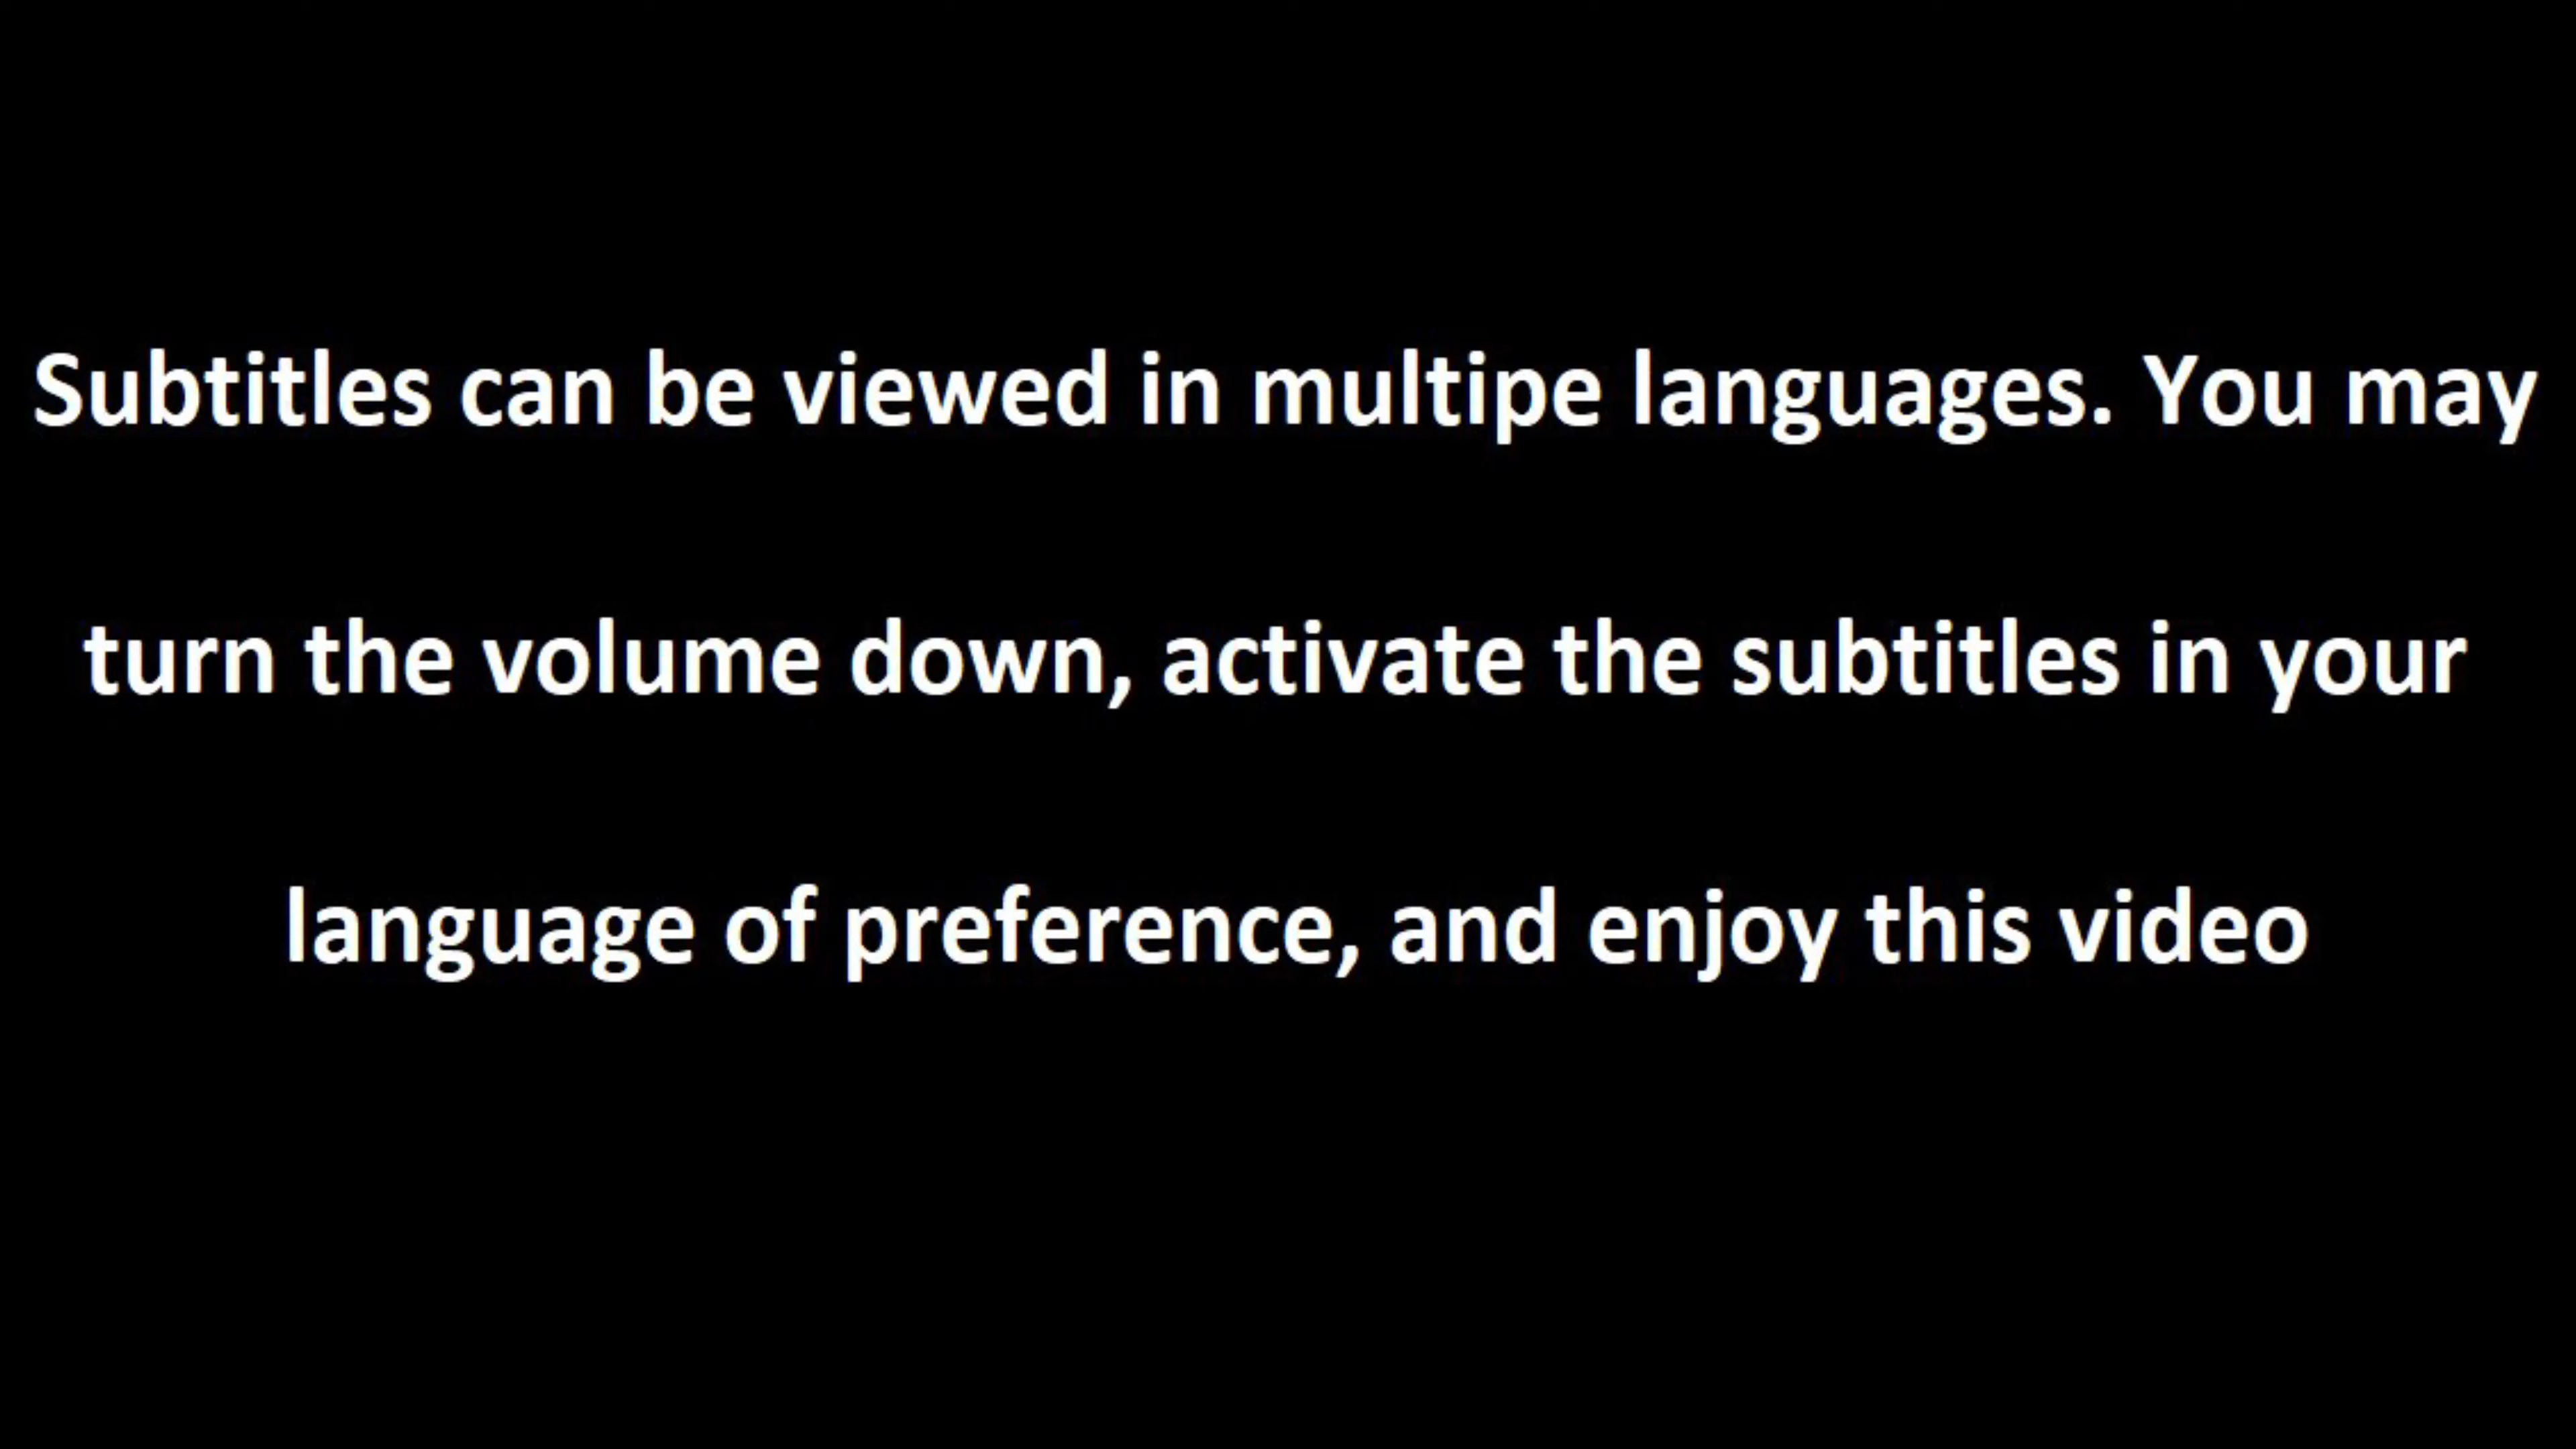 Subtitles can be viewed in multipe languages. You may
turn the volume down, activate the subtitles in your
language of preference, and enjoy this video